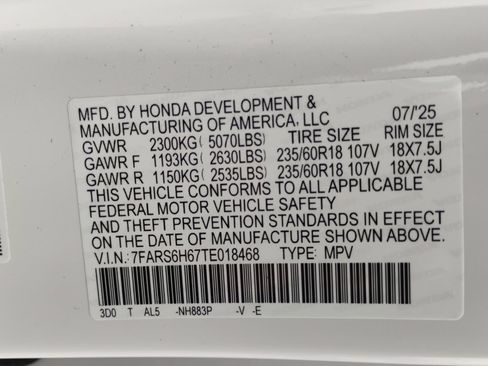 MFD. BY HONDA DEVELOPMENT & 07/'25
MANUFACTURING OF AMERICA, LLC
GVWR 2300KG ( 5070LBS) TIRE SIZE RIM SIZE
GAWR F 1193KG ( 2630LBS) 235/60R18 107V 18X7.5J
GAWR R 1150KG ( 2535LBS) 235/60R18 107V 18X7.5J
THIS VEHICLE CONFORMS TO ALL APPLICABLE
FEDERAL MOTOR VEHICLE SAFETY
AND THEFT PREVENTION STANDARDS IN EFFECT
ON THE DATE OF MANUFACTURE SHOWN ABOVE.
V.I.N.: 7FARS6H67TE018468 TYPE: MPV
3D0 T AL5 -NH883P -V -E